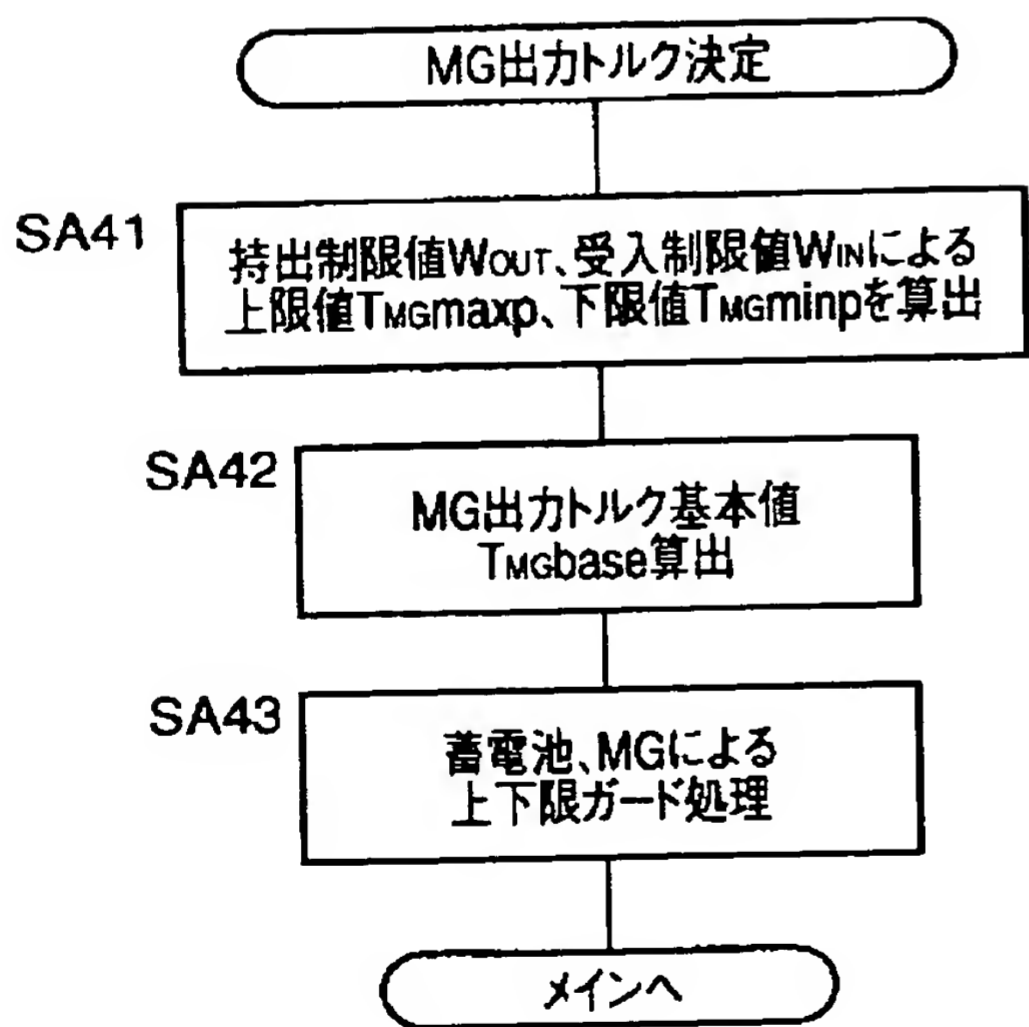 MG出力トルク決定
SA41
持出制限値WOUT、受入制限値WINによる
上限値TMGmaxp、下限値TMGminpを算出
SA42
MG出力トルク基本値
TMGbase算出
SA43
蓄電池、MGによる
上下限ガード処理
メインへ